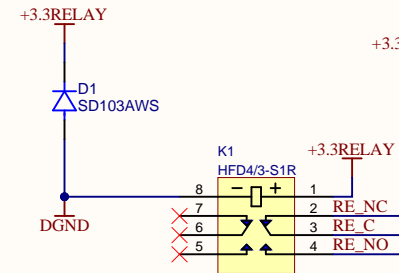 +3.3RELAY
+3.3
D1
SD103AWS
K1
HFD4/3-S1R
+3.3RELAY
8 - + 1
7 2 RE_NC
6 3 RE_C
5 4 RE_NO
DGND